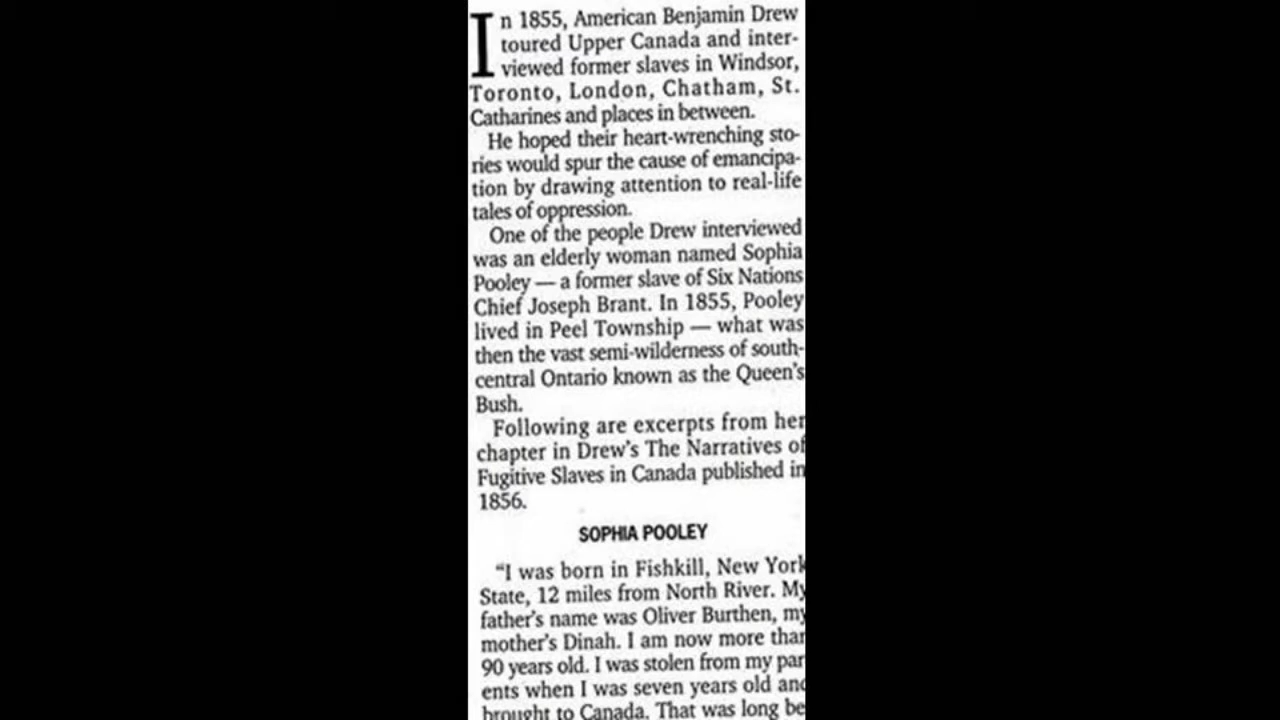 In 1855, American Benjamin Drew
toured Upper Canada and inter-
viewed former slaves in Windsor,
Toronto, London, Chatham, St.
Catharines and places in between.
He hoped their heart-wrenching sto-
ries would spur the cause of emancipa-
tion by drawing attention to real-life
tales of oppression.
One of the people Drew interviewed
was an elderly woman named Sophia
Pooley — a former slave of Six Nations
Chief Joseph Brant. In 1855, Pooley
lived in Peel Township — what was
then the vast semi-wilderness of south-
central Ontario known as the Queen's
Bush.
Following are excerpts from her
chapter in Drew's The Narratives of
Fugitive Slaves in Canada published in
1856.
SOPHIA POOLEY
"I was born in Fishkill, New York
State, 12 miles from North River. My
father's name was Oliver Burthen, my
mother's Dinah. I am now more than
90 years old. I was stolen from my par
ents when I was seven years old and
brought to Canada. That was long be